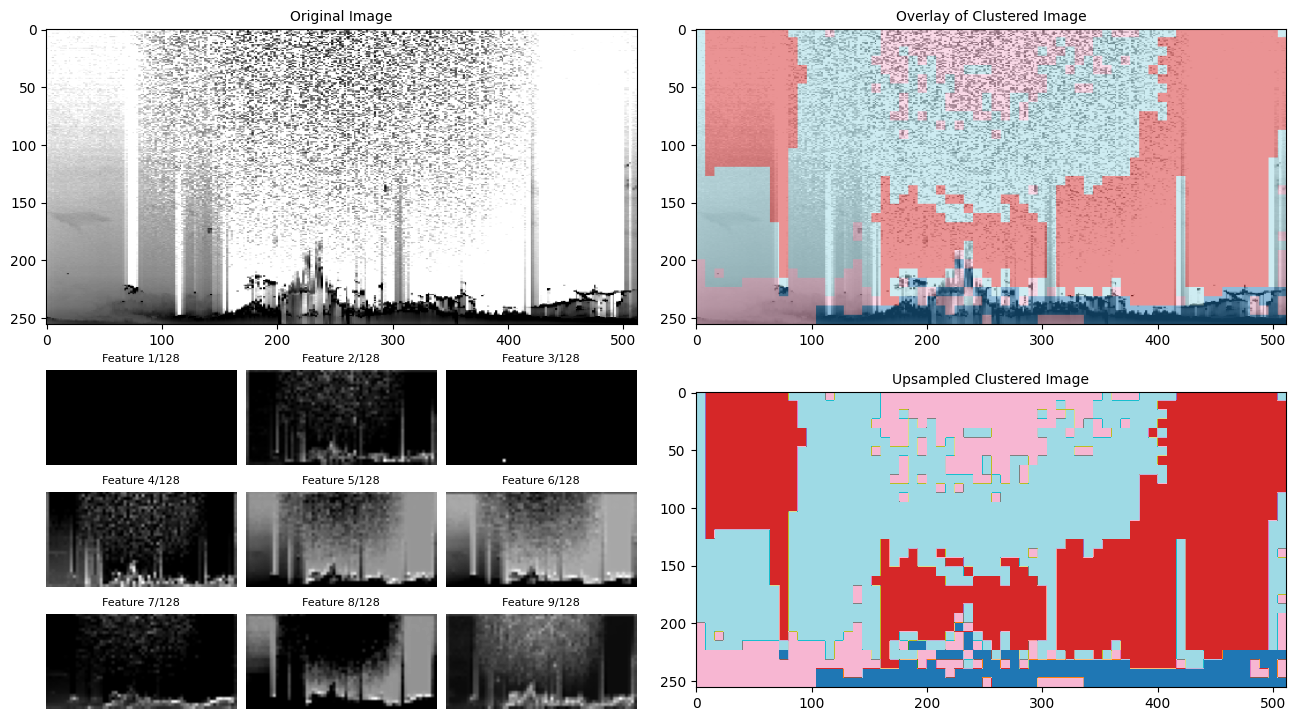 Original Image
0
50
100
150
200
250
0 100 200 300 400 500
Overlay of Clustered Image
0
50
100
150
200
250
0 100 200 300 400 500
Feature 1/128 Feature 2/128 Feature 3/128
Feature 4/128 Feature 5/128 Feature 6/128
Feature 7/128 Feature 8/128 Feature 9/128
Upsampled Clustered Image
0
50
100
150
200
250
0 100 200 300 400 500